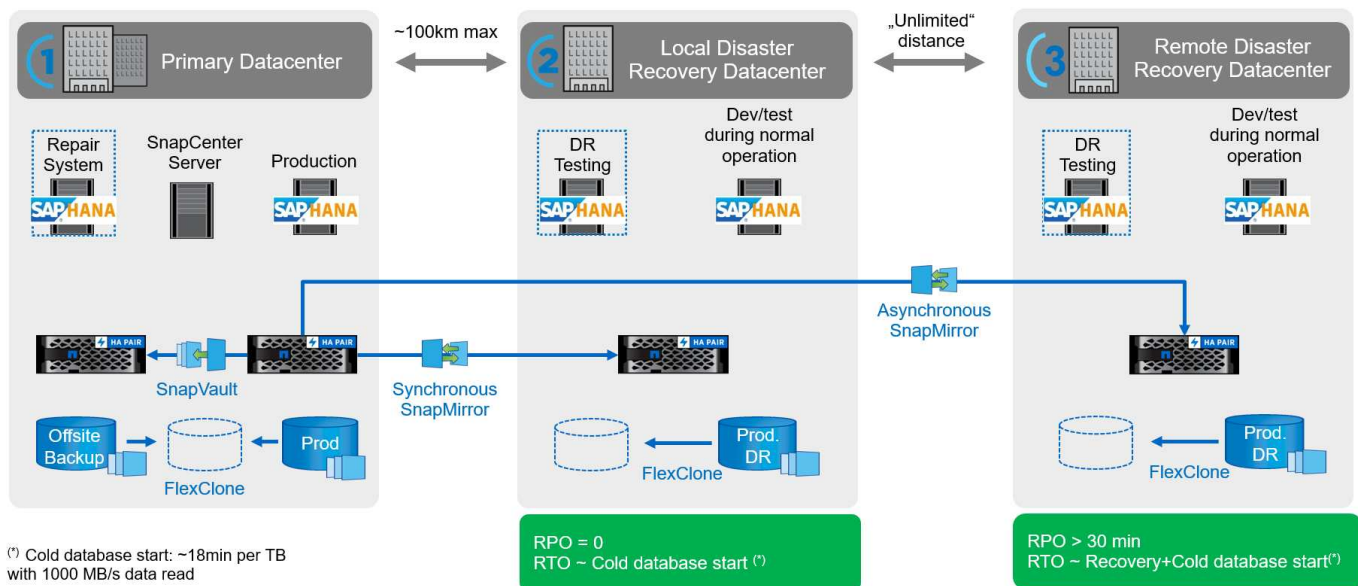 1
Primary Datacenter
~100km max
2
Local Disaster
Recovery Datacenter
„Unlimited“
distance
3
Remote Disaster
Recovery Datacenter
Repair
System
SAP HANA
SnapCenter
Server
Production
SAP HANA
DR
Testing
SAP HANA
Dev/test
during normal
operation
SAP HANA
DR
Testing
SAP HANA
Dev/test
during normal
operation
SAP HANA
Asynchronous
SnapMirror
HA PAIR
SnapVault
HA PAIR
Synchronous
SnapMirror
HA PAIR
HA PAIR
Offsite
Backup
FlexClone
Prod
FlexClone
Prod.
DR
FlexClone
Prod.
DR
(*) Cold database start: ~18min per TB
with 1000 MB/s data read
RPO = 0
RTO ~ Cold database start (*)
RPO > 30 min
RTO ~ Recovery+Cold database start(*)